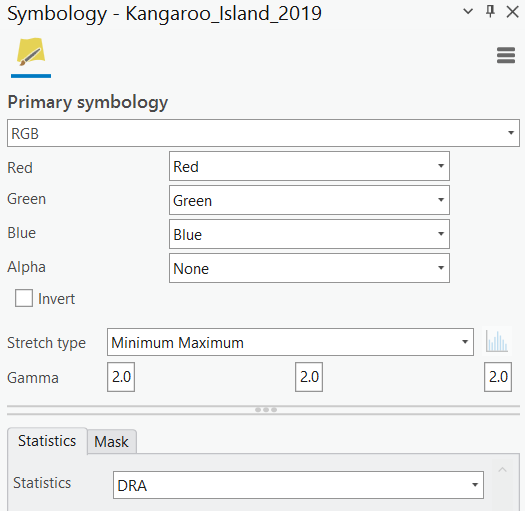 Symbology - Kangaroo_Island_2019
Primary symbology
RGB
Red Red
Green Green
Blue Blue
Alpha None
Invert
Stretch type Minimum Maximum
Gamma 2.0 2.0 2.0
Statistics Mask
Statistics DRA